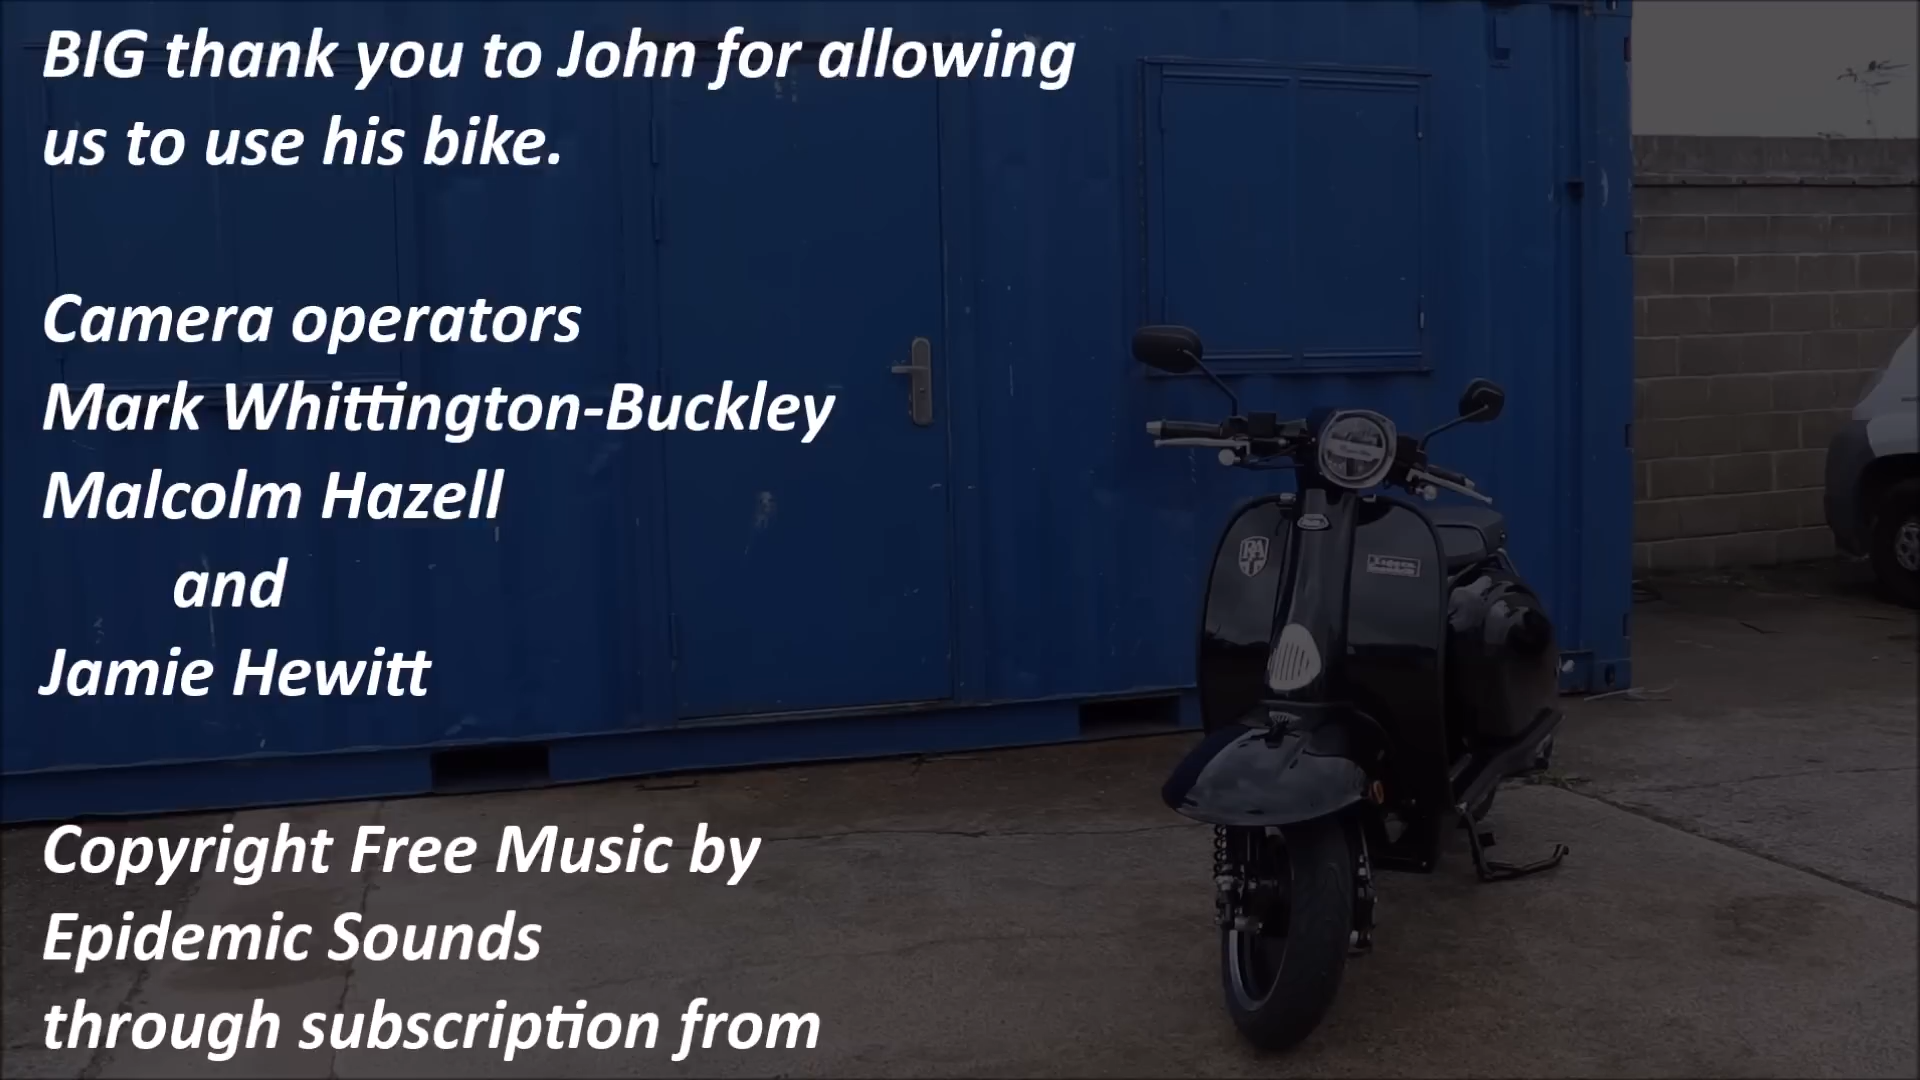 BIG thank you to John for allowing
us to use his bike.
Camera operators
Mark Whittington-Buckley
Malcolm Hazell
and
Jamie Hewitt
Copyright Free Music by
Epidemic Sounds
through subscription from
RA